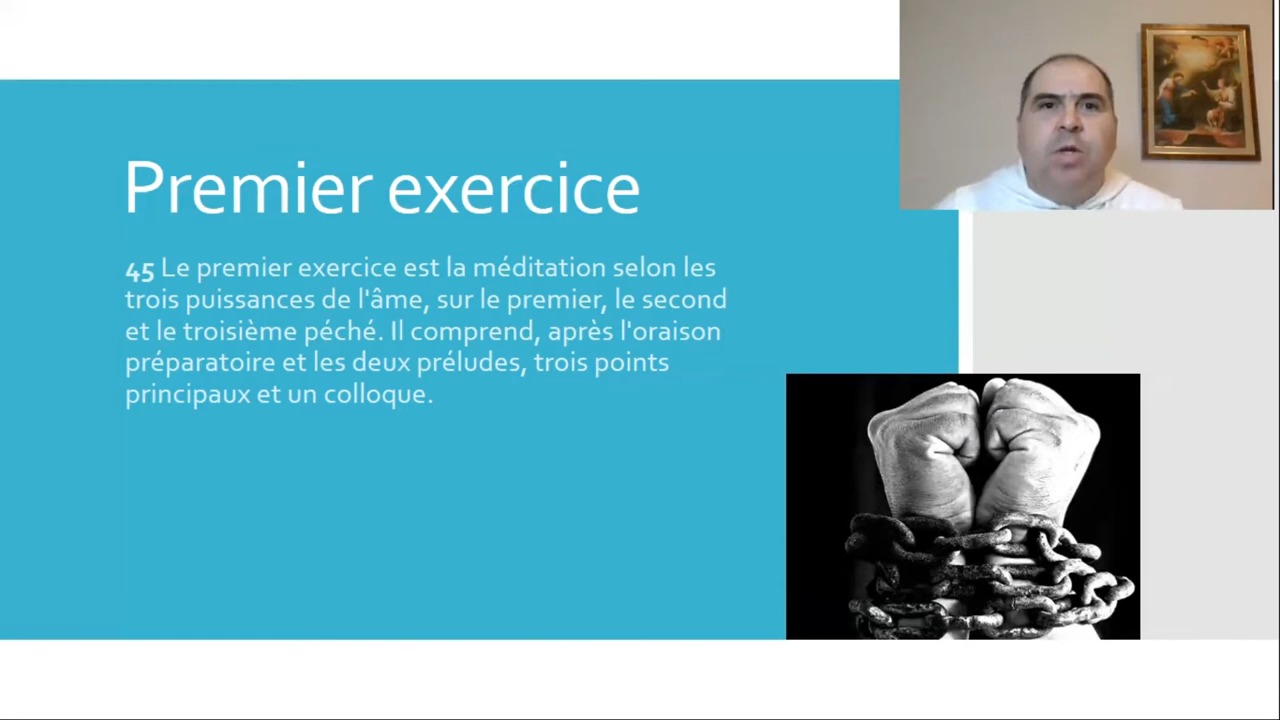 Premier exercice
45 Le premier exercice est la méditation selon les
trois puissances de l'âme, sur le premier, le second
et le troisième péché. Il comprend, après l'oraison
préparatoire et les deux préludes, trois points
principaux et un colloque.